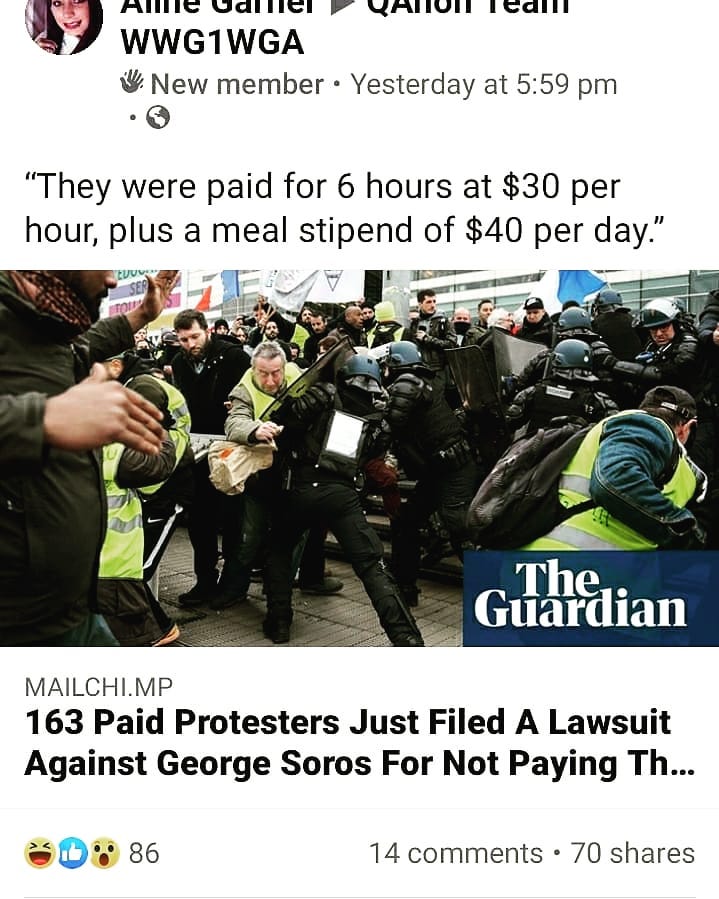 Aline Garner ▶ QAnon Team
WWG1WGA
New member • Yesterday at 5:59 pm
“They were paid for 6 hours at $30 per
hour, plus a meal stipend of $40 per day.”
The
Guardian
MAILCHI.MP
163 Paid Protesters Just Filed A Lawsuit
Against George Soros For Not Paying Th...
86
14 comments • 70 shares